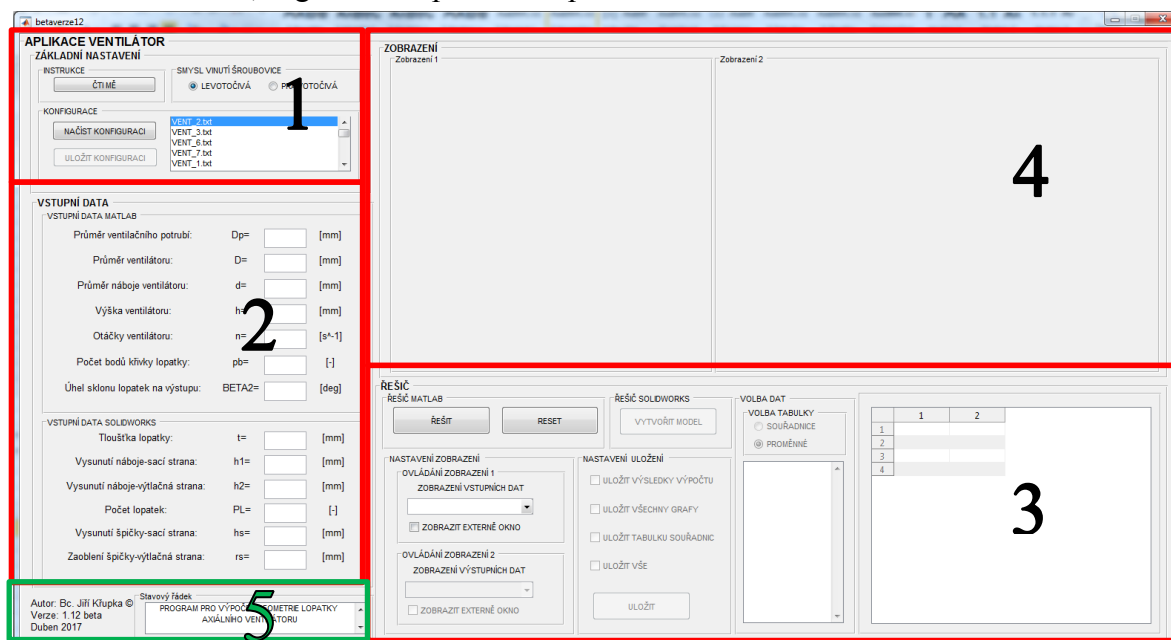 betaverze12
APLIKACE VENTILÁTOR
ZÁKLADNÍ NASTAVENÍ
INSTRUKCE
ČTI MĚ
SMYSL VINUTÍ ŠROUBOVICE
LEVOTOČIVÁ
KONFIGURACE
NAČÍST KONFIGURACI
ULOŽIT KONFIGURACI
VENT_2.txt
VENT_3.txt
VENT_6.txt
VENT_7.txt
VENT_1.txt
1
VSTUPNÍ DATA
VSTUPNÍ DATA MATLAB
Průměr ventilačního potrubí: Dp= [mm]
Průměr ventilátoru: D= [mm]
Průměr náboje ventilátoru: d= [mm]
Výška ventilátoru: h= [mm]
Otáčky ventilátoru: n= [s^-1]
Počet bodů křivky lopatky: pb= [-]
Úhel sklonu lopatek na výstupu: BETA2= [deg]
2
VSTUPNÍ DATA SOLIDWORKS
Tloušťka lopatky: t= [mm]
Vysunutí náboje-sací strana: h1= [mm]
Vysunutí náboje-výtlačná strana: h2= [mm]
Počet lopatek: PL= [-]
Vysunutí špičky-sací strana: hs= [mm]
Zaoblení špičky-výtlačná strana: rs= [mm]
Autor: Bc. Jiří Křupka ©
Verze: 1.12 beta
Duben 2017
Stavový řádek
PROGRAM PRO VÝPOČET GEOMETRIE LOPATKY
AXIÁLNÍHO VENTILÁTORU
5
ZOBRAZENÍ
Zobrazení 1
Zobrazení 2
4
ŘEŠIČ
ŘEŠIČ MATLAB
ŘEŠIT
RESET
ŘEŠIČ SOLIDWORKS
VYTVOŘIT MODEL
NASTAVENÍ ZOBRAZENÍ
OVLÁDÁNÍ ZOBRAZENÍ 1
ZOBRAZENÍ VSTUPNÍCH DAT
ZOBRAZIT EXTERNĚ OKNO
OVLÁDÁNÍ ZOBRAZENÍ 2
ZOBRAZENÍ VÝSTUPNÍCH DAT
ZOBRAZIT EXTERNĚ OKNO
NASTAVENÍ ULOŽENÍ
ULOŽIT VÝSLEDKY VÝPOČTU
ULOŽIT VŠECHNY GRAFY
ULOŽIT TABULKU SOUŘADNIC
ULOŽIT VŠE
ULOŽIT
VOLBA DAT
VOLBA TABULKY
SOUŘADNICE
PROMĚNNÉ
1 2
1
2
3
4
3